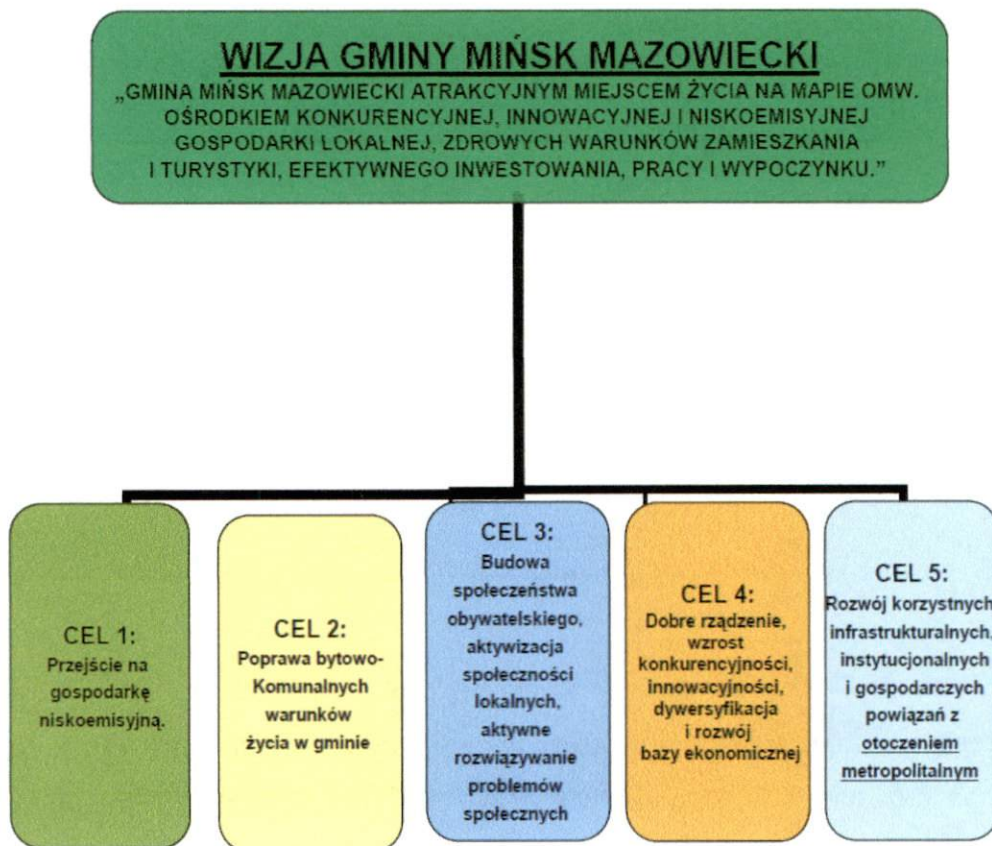 WIZJA GMINY MIŃSK MAZOWIECKI
„GMINA MIŃSK MAZOWIECKI ATRAKCYJNYM MIEJSCEM ŻYCIA NA MAPIE OMW.
OŚRODKIEM KONKURENCYJNEJ, INNOWACYJNEJ I NISKOEMISYJNEJ
GOSPODARKI LOKALNEJ, ZDROWYCH WARUNKÓW ZAMIESZKANIA
I TURYSTYKI, EFEKTYWNEGO INWESTOWANIA, PRACY I WYPOCZYNKU.”
CEL 1:
Przejście na
gospodarkę
niskoemisyjną.
CEL 2:
Poprawa bytowo-
Komunalnych
warunków
życia w gminie
CEL 3:
Budowa
społeczeństwa
obywatelskiego,
aktywizacja
społeczności
lokalnych,
aktywne
rozwiązywanie
problemów
społecznych
CEL 4:
Dobre rządzenie,
wzrost
konkurencyjności,
innowacyjności,
dywersyfikacja
i rozwój
bazy ekonomicznej
CEL 5:
Rozwój korzystnych,
infrastrukturalnych,
instytucjonalnych
i gospodarczych
powiązań z
otoczeniem
metropolitalnym